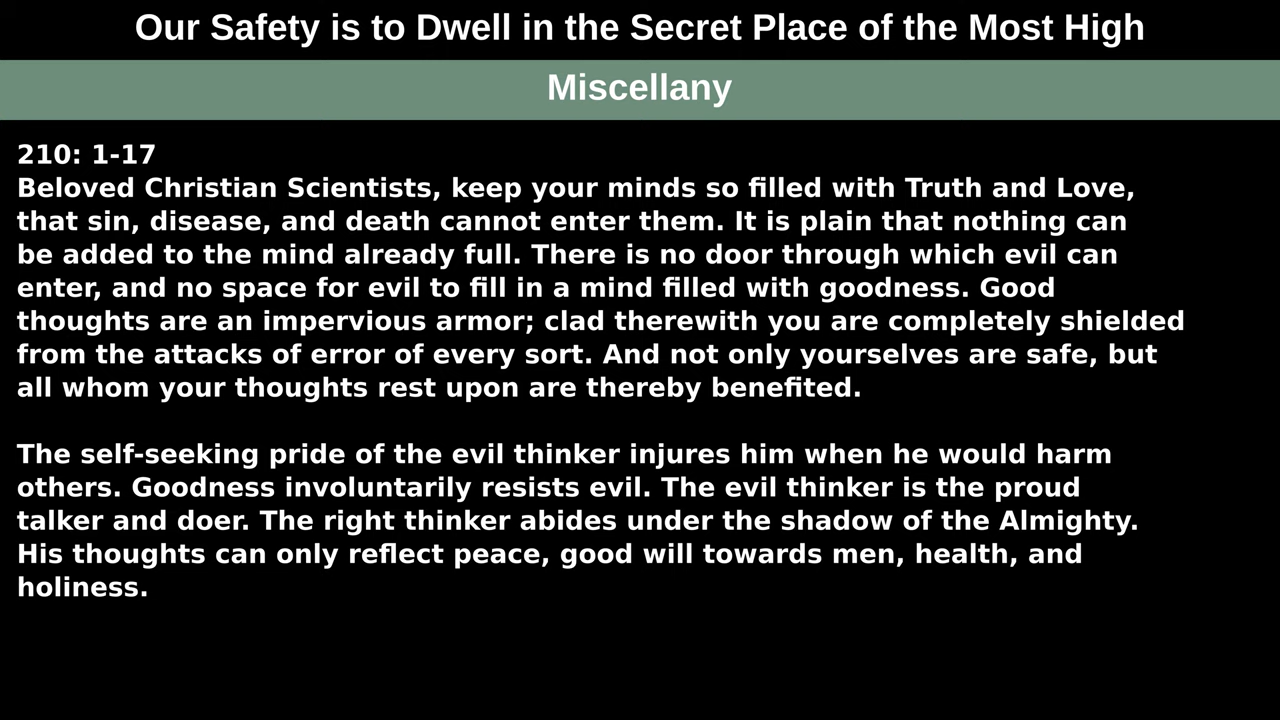 Our Safety is to Dwell in the Secret Place of the Most High
Miscellany
210: 1-17
Beloved Christian Scientists, keep your minds so filled with Truth and Love,
that sin, disease, and death cannot enter them. It is plain that nothing can
be added to the mind already full. There is no door through which evil can
enter, and no space for evil to fill in a mind filled with goodness. Good
thoughts are an impervious armor; clad therewith you are completely shielded
from the attacks of error of every sort. And not only yourselves are safe, but
all whom your thoughts rest upon are thereby benefited.
The self-seeking pride of the evil thinker injures him when he would harm
others. Goodness involuntarily resists evil. The evil thinker is the proud
talker and doer. The right thinker abides under the shadow of the Almighty.
His thoughts can only reflect peace, good will towards men, health, and
holiness.